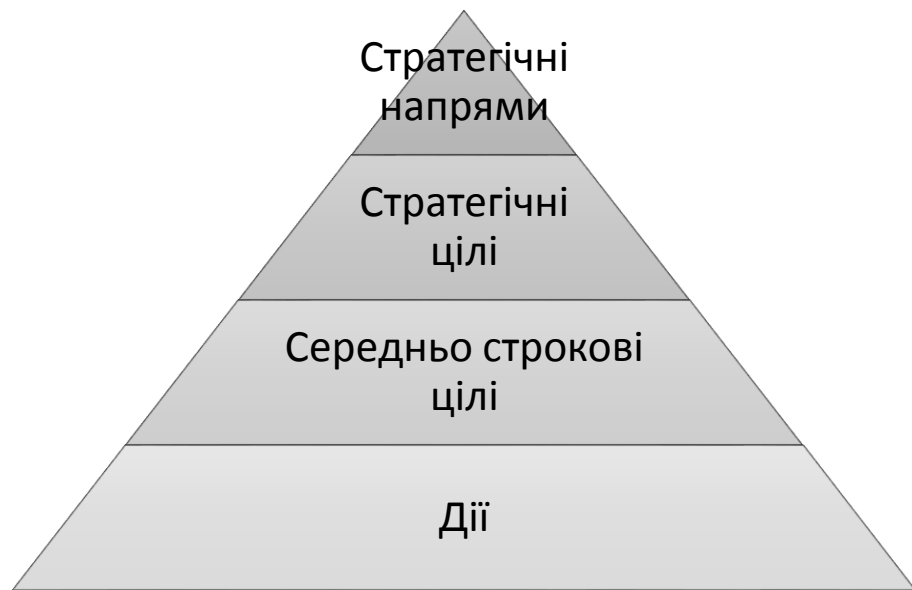 Стратегічні
напрями
Стратегічні
цілі
Середньо строкові
цілі
Дії